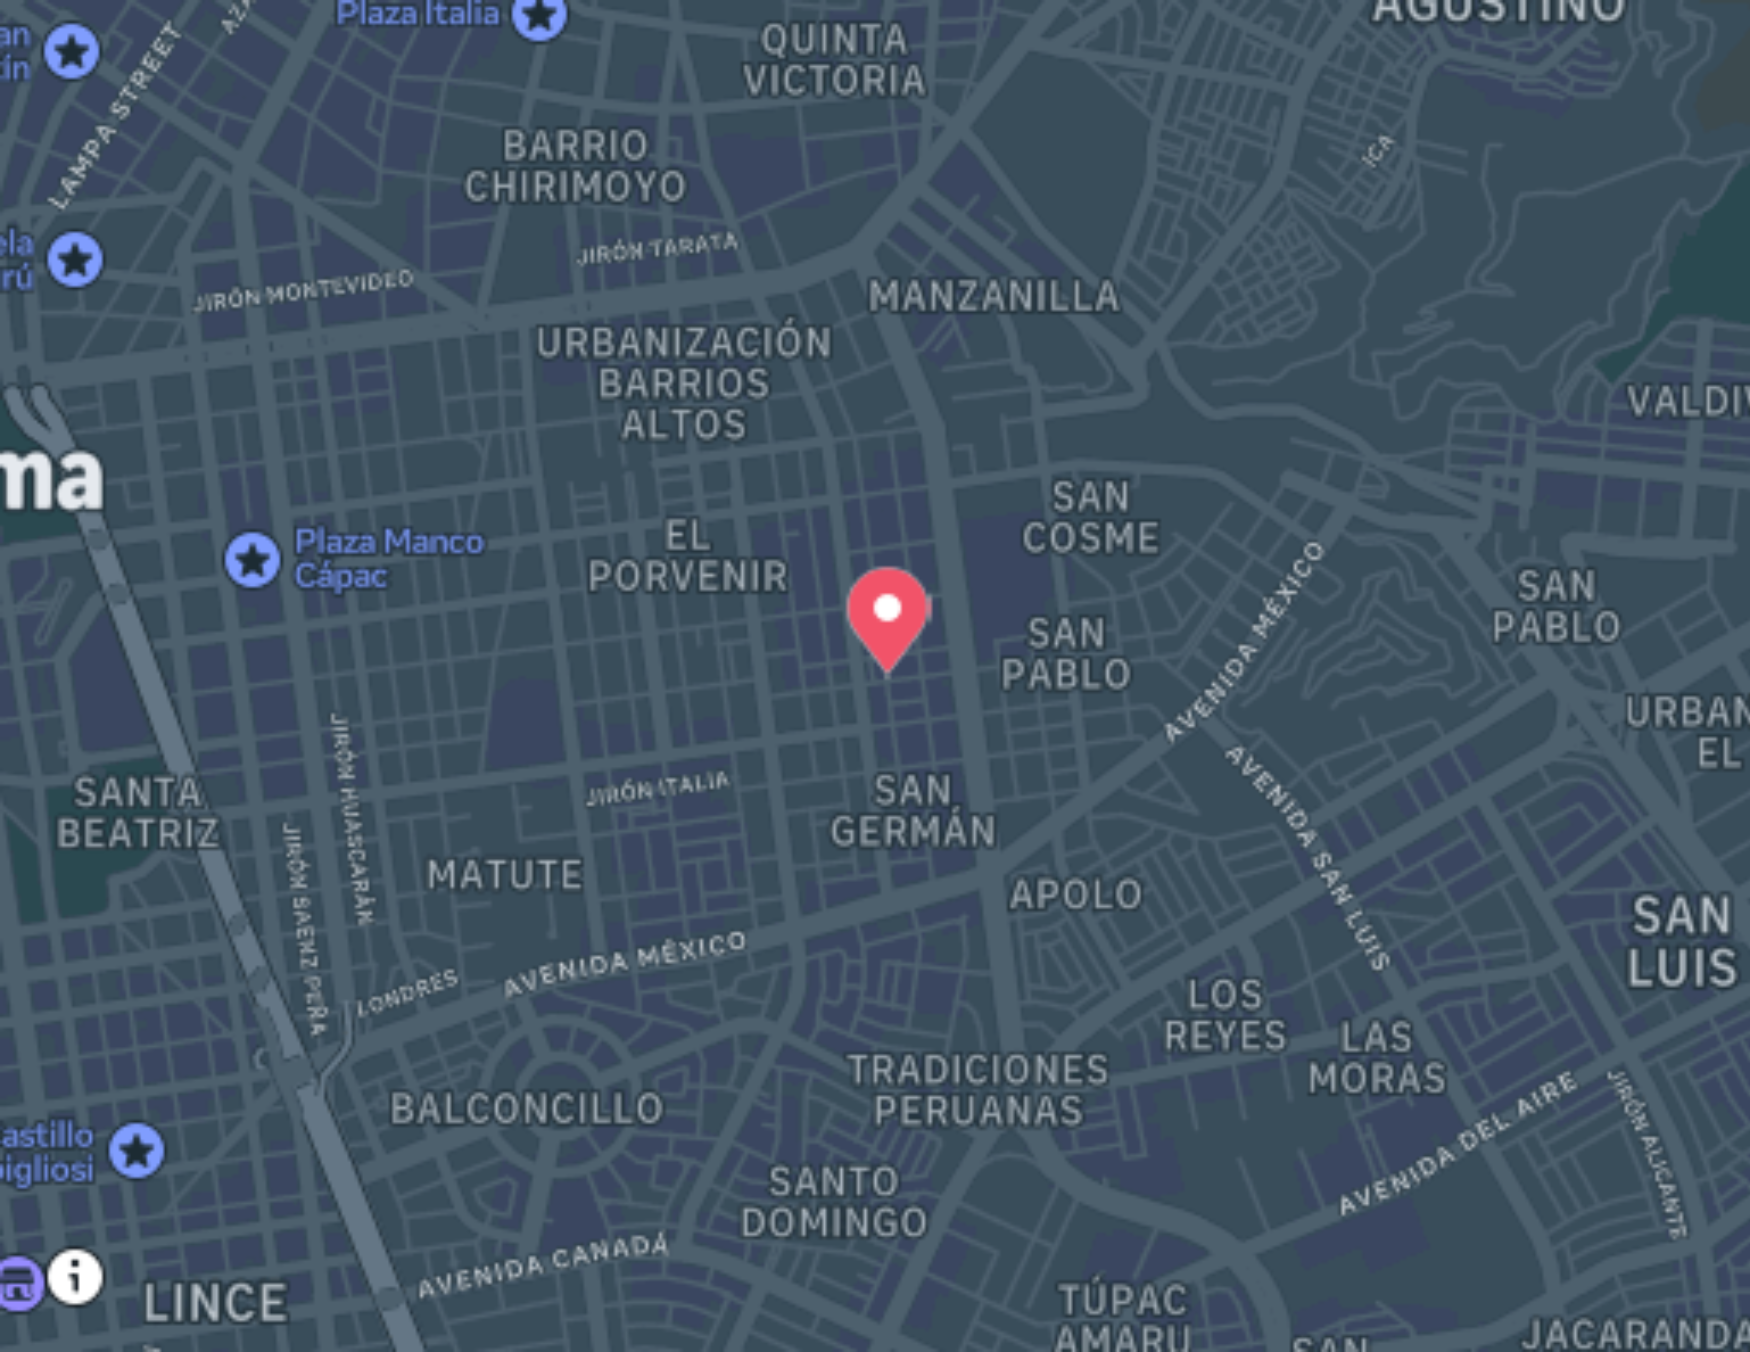 AGUSTINO
Plaza Italia
an
tín
QUINTA
VICTORIA
LAMPA STREET
AZA
BARRIO
CHIRIMOYO
ICA
ela
rú
JIRÓN TARATA
JIRÓN MONTEVIDEO
MANZANILLA
URBANIZACIÓN
BARRIOS
ALTOS
VALDIV
ma
SAN
COSME
Plaza Manco
Cápac
EL
PORVENIR
AVENIDA MÉXICO
SAN
PABLO
SAN
PABLO
URBAN
EL
JIRÓN HUASCARÁN
SANTA
BEATRIZ
JIRÓN ITALIA
SAN
GERMÁN
AVENIDA SAN LUIS
JIRÓN SAENZ PEÑA
MATUTE
APOLO
SAN
LUIS
AVENIDA MÉXICO
LONDRES
LOS
REYES
LAS
MORAS
TRADICIONES
PERUANAS
BALCONCILLO
AVENIDA DEL AIRE
JIRÓN ALICANTE
astillo
igliosi
SANTO
DOMINGO
AVENIDA CANADÁ
i
LINCE
TÚPAC
AMARU
SAN
JACARANDA